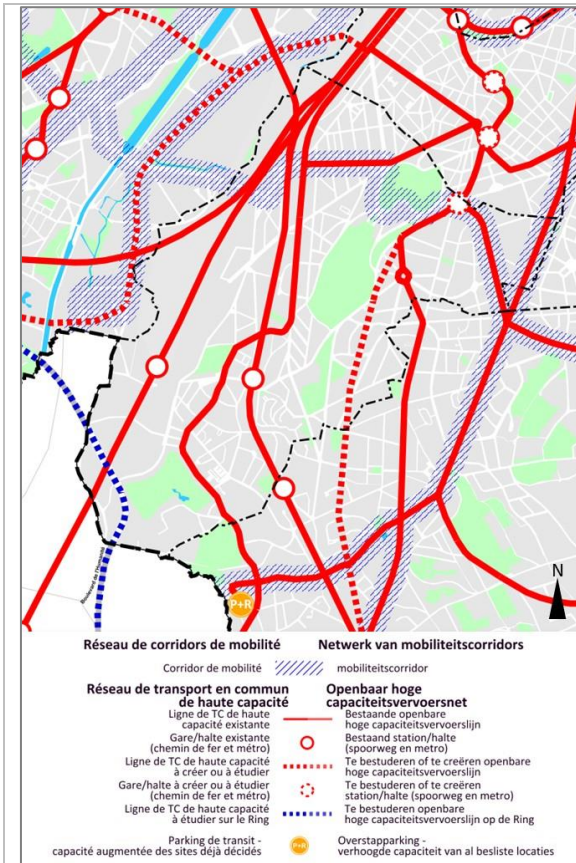 N
P+R
Boulevard de l'Humanité
Réseau de corridors de mobilité Netwerk van mobiliteitscorridors
Corridor de mobilité mobiliteitscorridor
Réseau de transport en commun de haute capacité
Openbaar hoge capaciteitsvervoersnet
Ligne de TC de haute capacité existante
Bestaande openbare hoge capaciteitsvervoerslijn
Gare/halte existante (chemin de fer et métro)
Bestaand station/halte (spoorweg en metro)
Ligne de TC de haute capacité à créer ou à étudier
Te bestuderen of te creëren openbare hoge capaciteitsvervoerslijn
Gare/halte à créer ou à étudier (chemin de fer et métro)
Te bestuderen of te creëren station/halte (spoorweg en metro)
Ligne de TC de haute capacité à étudier sur le Ring
Te bestuderen openbare hoge capaciteitsvervoerslijn op de Ring
Parking de transit - capacité augmentée des sites déjà décidés
P+R
Overstapparking - verhoogde capaciteit van al besliste locaties